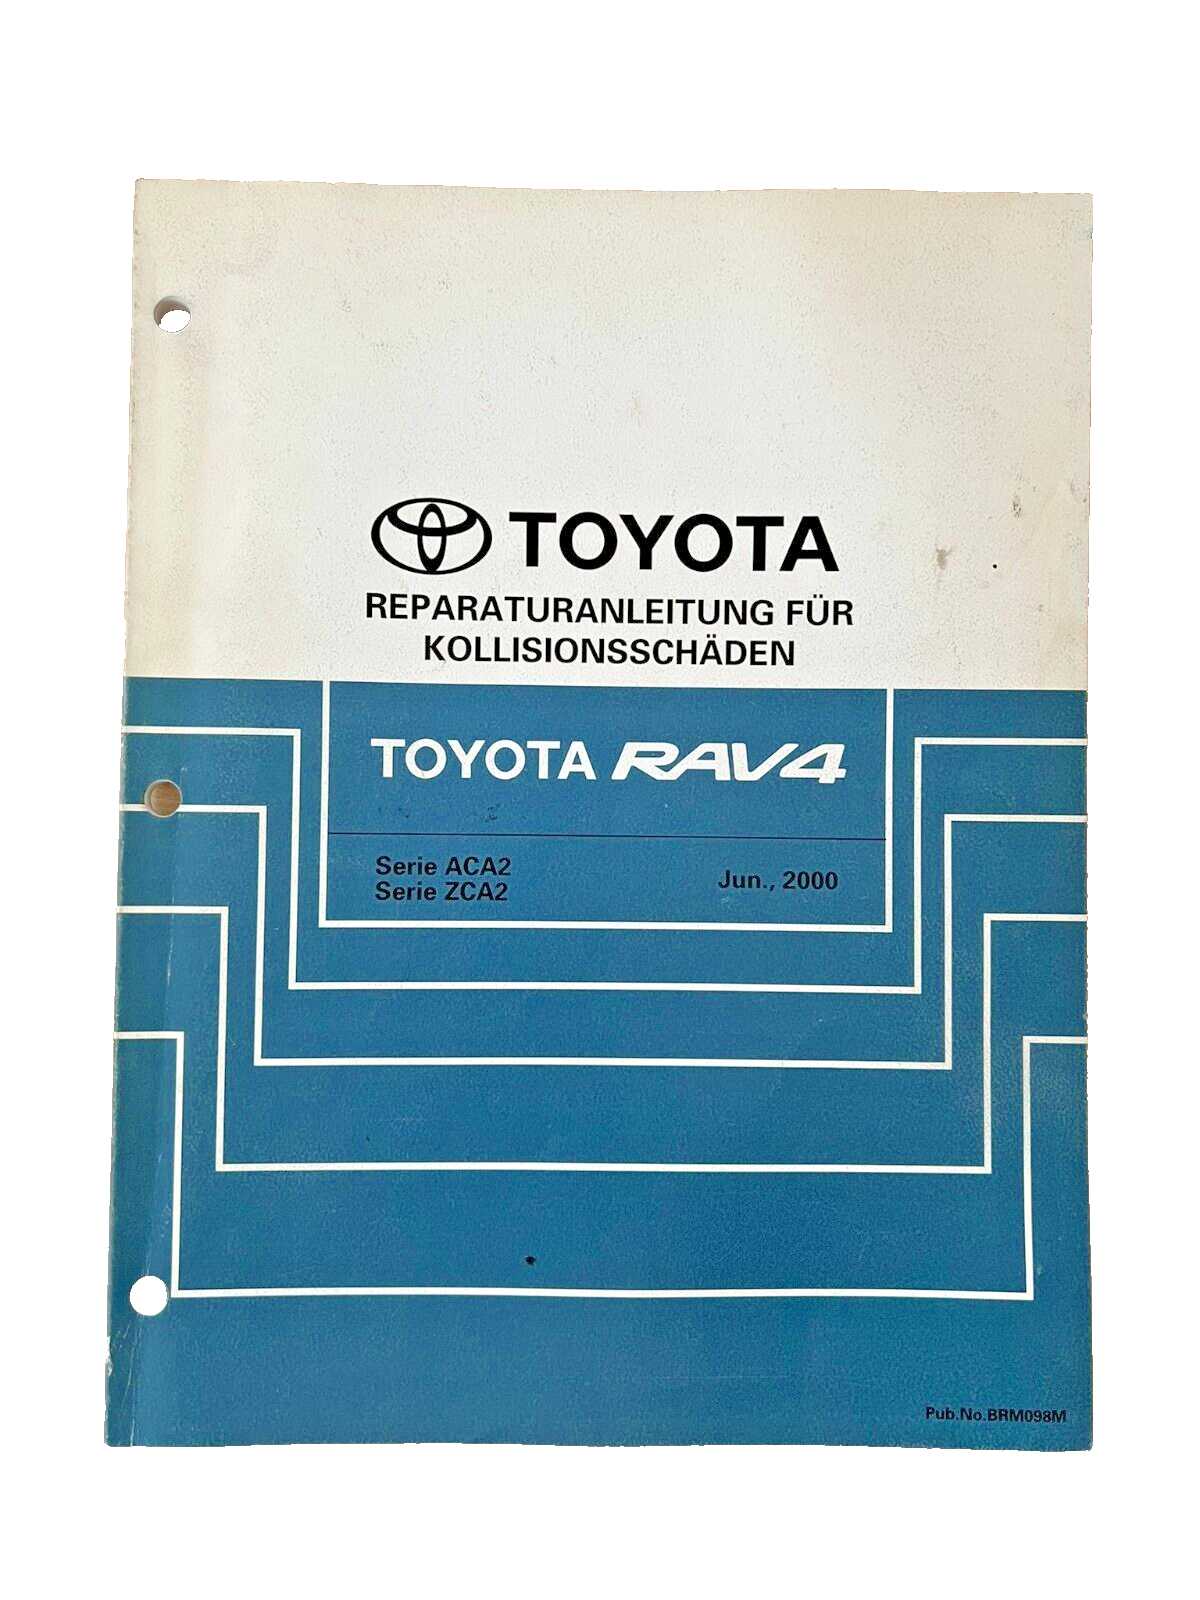 TOYOTA
REPARATURANLEITUNG FÜR
KOLLISIONSSCHÄDEN
TOYOTA RAV4
Serie ACA2
Serie ZCA2
Jun., 2000
Pub.No.BRM098M